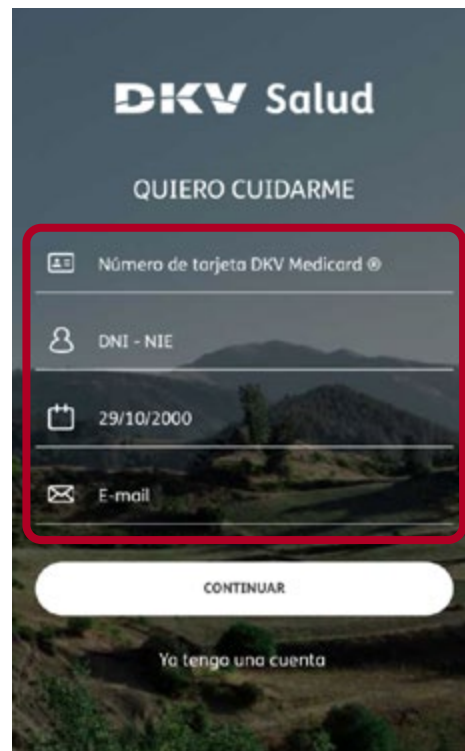 DKV Salud
QUIERO CUIDARME
Número de tarjeta DKV Medicard ®
DNI - NIE
29/10/2000
E-mail
CONTINUAR
Ya tengo una cuenta